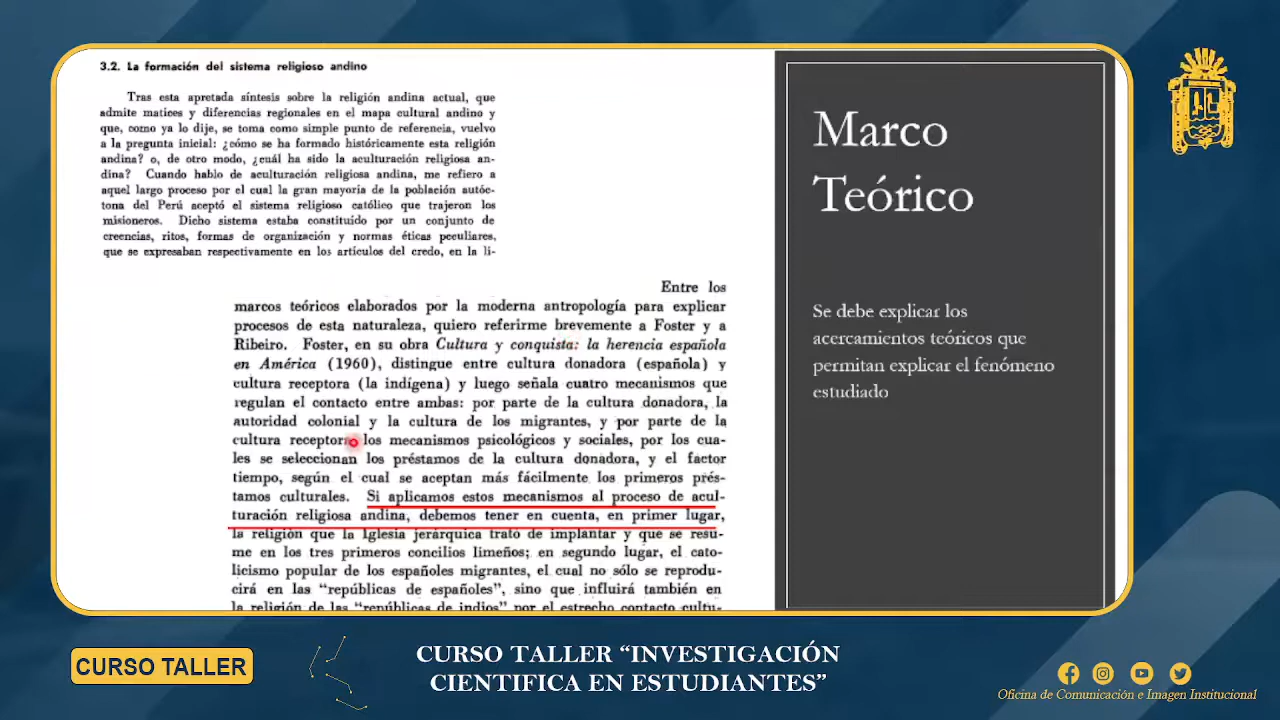 3.2. La formación del sistema religioso andino
Tras esta apretada síntesis sobre la religión andina actual, que
admite matices y diferencias regionales en el mapa cultural andino y
que, como ya lo dije, se toma como simple punto de referencia, vuelvo
a la pregunta inicial: ¿cómo se ha formado históricamente esta religión
andina? o, de otro modo, ¿cuál ha sido la aculturación religiosa an-
dina? Cuando hablo de aculturación religiosa andina, me refiero a
aquel largo proceso por el cual la gran mayoría de la población autóc-
tona del Perú aceptó el sistema religioso católico que trajeron los
misioneros. Dicho sistema estaba constituido por un conjunto de
creencias, ritos, formas de organización y normas éticas peculiares,
que se expresaban respectivamente en los artículos del credo, en la li-
Entre los
marcos teóricos elaborados por la moderna antropología para explicar
procesos de esta naturaleza, quiero referirme brevemente a Foster y a
Ribeiro. Foster, en su obra Cultura y conquista: la herencia española
en América (1960), distingue entre cultura donadora (española) y
cultura receptora (la indígena) y luego señala cuatro mecanismos que
regulan el contacto entre ambas: por parte de la cultura donadora, la
autoridad colonial y la cultura de los migrantes, y por parte de la
cultura receptora los mecanismos psicológicos y sociales, por los cua-
les se seleccionan los préstamos de la cultura donadora, y el factor
tiempo, según el cual se aceptan más fácilmente los primeros prés-
tamos culturales. Si aplicamos estos mecanismos al proceso de acul-
turación religiosa andina, debemos tener en cuenta, en primer lugar,
la religión que la Iglesia jerárquica trato de implantar y que se resu-
me en los tres primeros concilios limeños; en segundo lugar, el cato-
licismo popular de los españoles migrantes, el cual no sólo se reprodu-
cirá en las "repúblicas de españoles", sino que influirá también en
la religión de las "repúblicas de indios" por el estrecho contacto cultu-
Marco
Teórico
Se debe explicar los
acercamientos teóricos que
permitan explicar el fenómeno
estudiado
CURSO TALLER
CURSO TALLER “INVESTIGACIÓN
CIENTIFICA EN ESTUDIANTES”
Oficina de Comunicación e Imagen Institucional